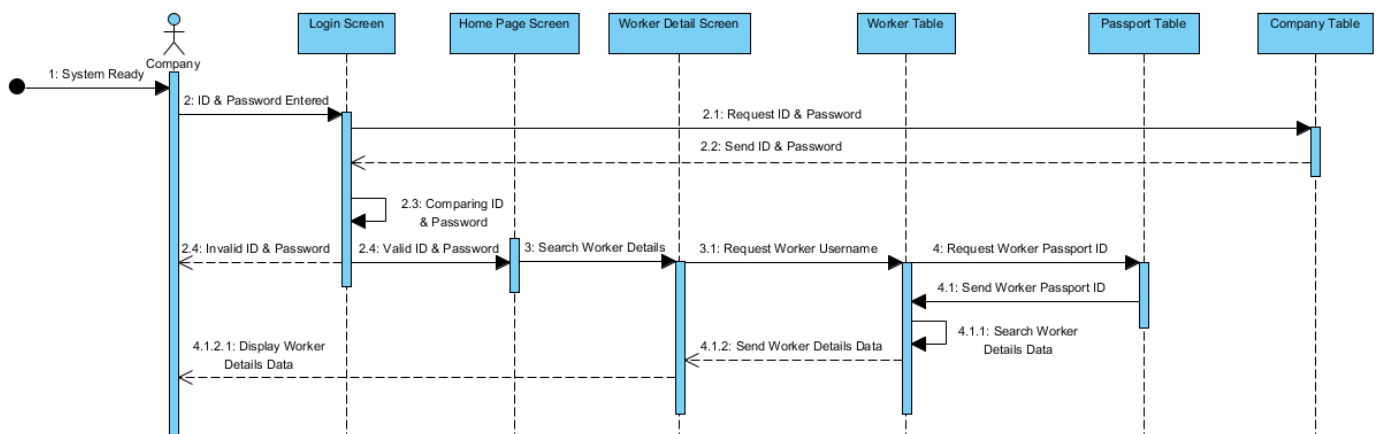 Login Screen
Home Page Screen
Worker Detail Screen
Worker Table
Passport Table
Company Table
Company
1: System Ready
2: ID & Password Entered
2.1: Request ID & Password
2.2: Send ID & Password
2.3: Comparing ID
& Password
2.4: Invalid ID & Password
2.4: Valid ID & Password
3: Search Worker Details
3.1: Request Worker Username
4: Request Worker Passport ID
4.1: Send Worker Passport ID
4.1.1: Search Worker
Details Data
4.1.2: Send Worker Details Data
4.1.2.1: Display Worker
Details Data